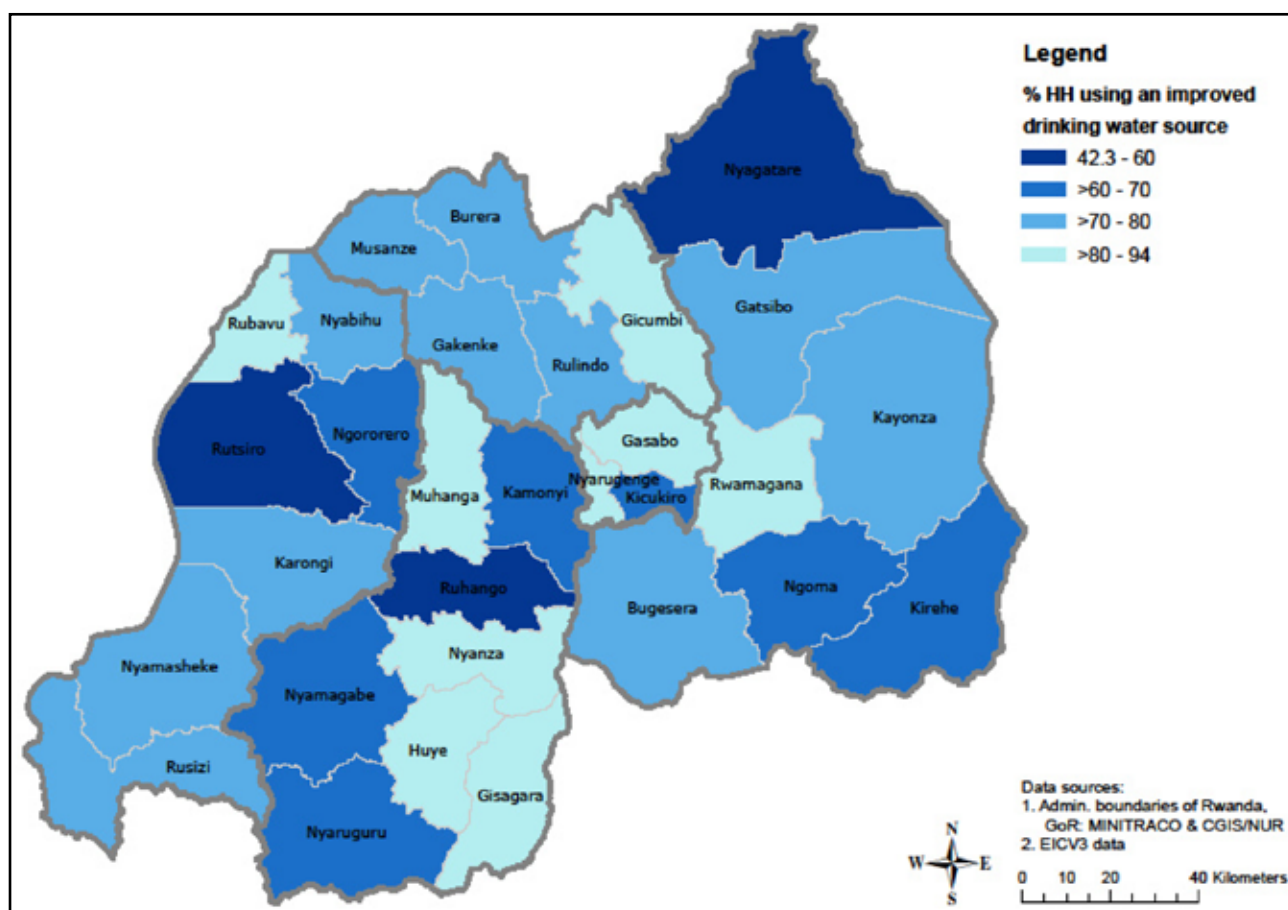 Legend
% HH using an improved
drinking water source
42.3 - 60
>60 - 70
>70 - 80
>80 - 94
Nyagatare
Burera
Musanze
Gatsibo
Gicumbi
Rubavu
Nyabihu
Gakenke
Rulindo
Kayonza
Ngororero
Gasabo
Rutsiro
Nyarugenge
Rwamagana
Muhanga
Kamonyi
Kicukiro
Karongi
Ruhango
Ngoma
Kirehe
Bugesera
Nyanza
Nyamasheke
Nyamagabe
Huye
Rusizi
Gisagara
Nyaruguru
Data sources:
1. Admin. boundaries of Rwanda,
GoR: MINITRACO & CGIS/NUR
2. EICV3 data
N
W E
S
0 10 20 40 Kilometers